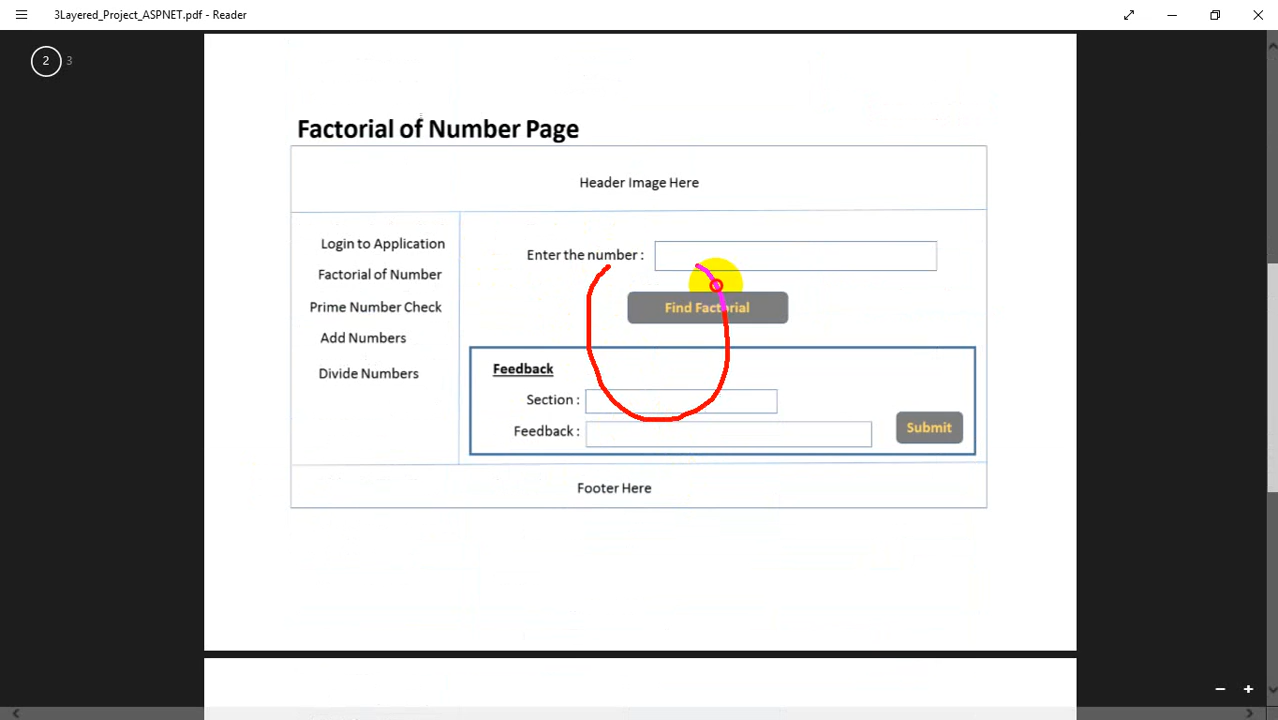 3Layered_Project_ASPNET.pdf - Reader
2 3
Factorial of Number Page
Header Image Here
Login to Application
Factorial of Number
Prime Number Check
Add Numbers
Divide Numbers
Enter the number :
Find Factorial
Feedback
Section :
Feedback :
Submit
Footer Here